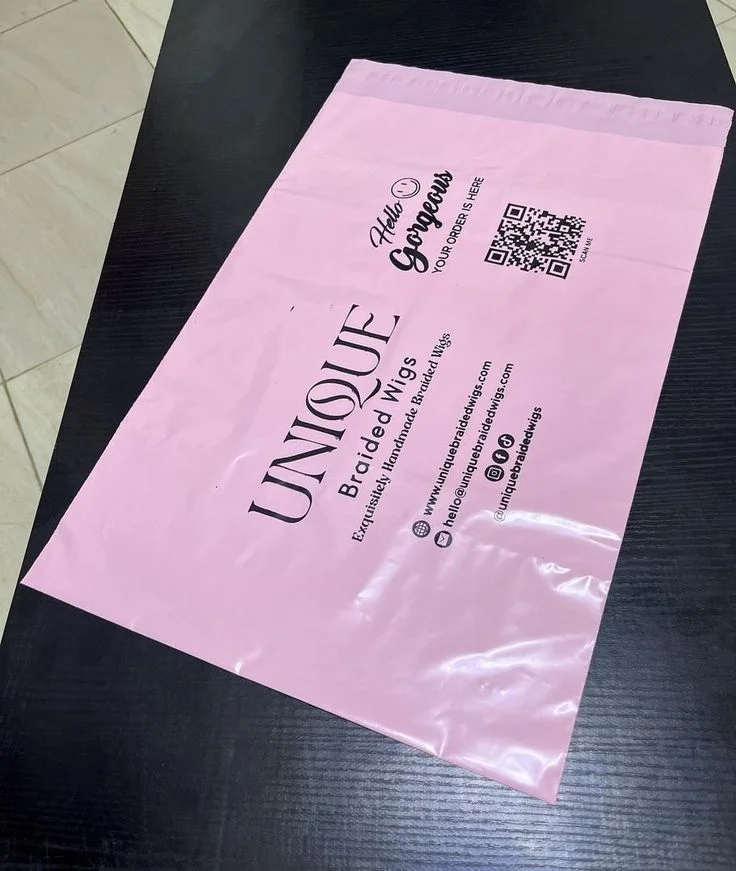 Hello
Gorgeous
YOUR ORDER IS HERE
SCAN ME
UNIQUE
Braided Wigs
Exquisitely Handmade Braided Wigs
www.uniquebraidedwigs.com
hello@uniquebraidedwigs.com
@uniquebraidedwigs